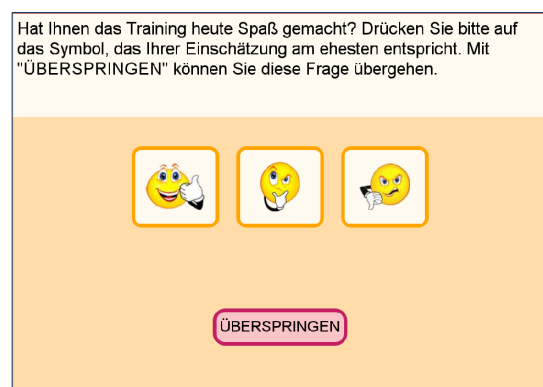 Hat Ihnen das Training heute Spaß gemacht? Drücken Sie bitte auf
das Symbol, das Ihrer Einschätzung am ehesten entspricht. Mit
"ÜBERSPRINGEN" können Sie diese Frage übergehen.
ÜBERSPRINGEN